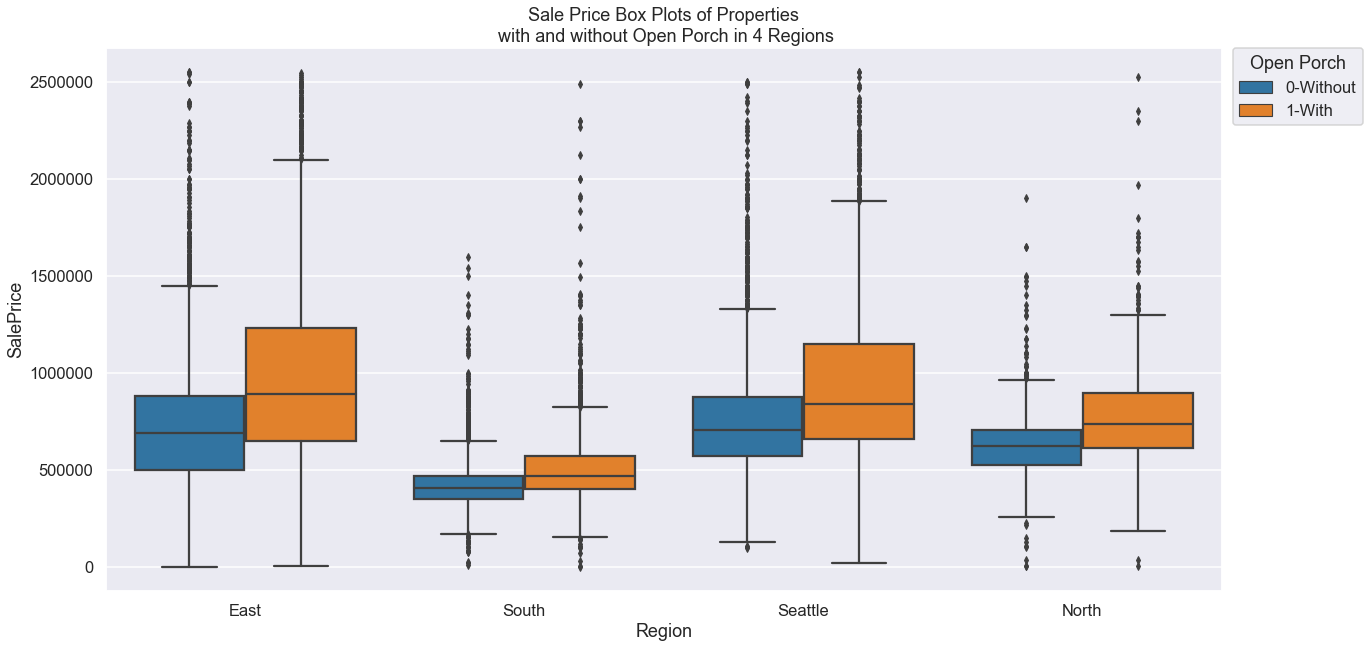 Sale Price Box Plots of Properties
with and without Open Porch in 4 Regions
Open Porch
0-Without
1-With
SalePrice
2500000
2000000
1500000
1000000
500000
0
East
South
Seattle
North
Region